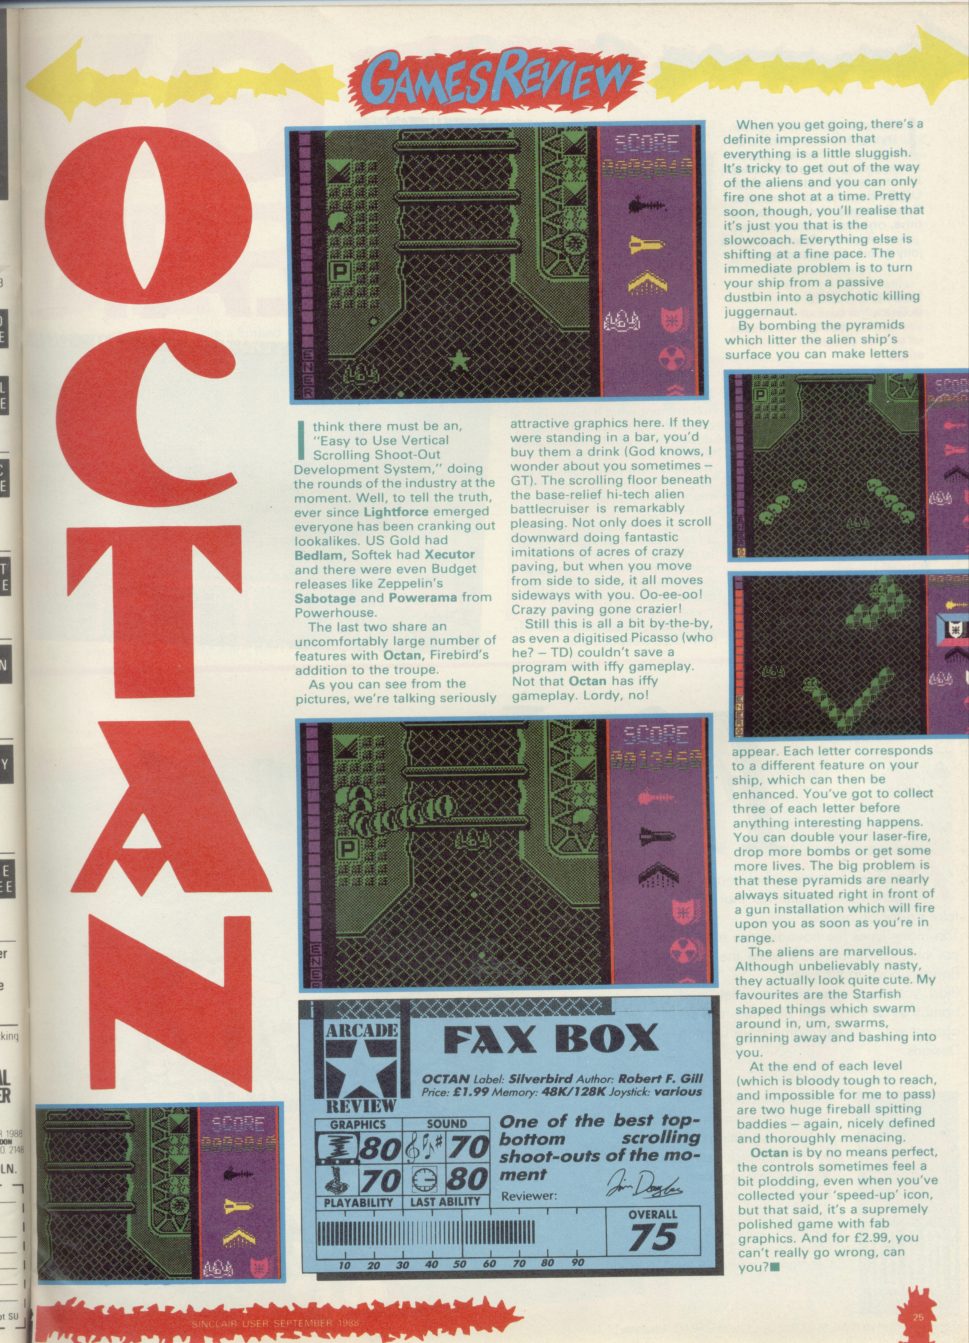 GAMES REVIEW
OCTAN
SCORE
P
ENER
I think there must be an,
"Easy to Use Vertical
Scrolling Shoot-Out
Development System," doing
the rounds of the industry at the
moment. Well, to tell the truth,
ever since Lightforce emerged
everyone has been cranking out
lookalikes. US Gold had
Bedlam, Softek had Xecutor
and there were even Budget
releases like Zeppelin's
Sabotage and Powerama from
Powerhouse.
The last two share an
uncomfortably large number of
features with Octan, Firebird's
addition to the troupe.
As you can see from the
pictures, we're talking seriously
attractive graphics here. If they
were standing in a bar, you'd
buy them a drink (God knows, I
wonder about you sometimes –
GT). The scrolling floor beneath
the base-relief hi-tech alien
battlecruiser is remarkably
pleasing. Not only does it scroll
downward doing fantastic
imitations of acres of crazy
paving, but when you move
from side to side, it all moves
sideways with you. Oo-ee-oo!
Crazy paving gone crazier!
Still this is all a bit by-the-by,
as even a digitised Picasso (who
he? – TD) couldn't save a
program with iffy gameplay.
Not that Octan has iffy
gameplay. Lordy, no!
When you get going, there's a
definite impression that
everything is a little sluggish.
It's tricky to get out of the way
of the aliens and you can only
fire one shot at a time. Pretty
soon, though, you'll realise that
it's just you that is the
slowcoach. Everything else is
shifting at a fine pace. The
immediate problem is to turn
your ship from a passive
dustbin into a psychotic killing
juggernaut.
By bombing the pyramids
which litter the alien ship's
surface you can make letters
P
SCOR
appear. Each letter corresponds
to a different feature on your
ship, which can then be
enhanced. You've got to collect
three of each letter before
anything interesting happens.
You can double your laser-fire,
drop more bombs or get some
more lives. The big problem is
that these pyramids are nearly
always situated right in front of
a gun installation which will fire
upon you as soon as you're in
range.
The aliens are marvellous.
Although unbelievably nasty,
they actually look quite cute. My
favourites are the Starfish
shaped things which swarm
around in, um, swarms,
grinning away and bashing into
you.
At the end of each level
(which is bloody tough to reach,
and impossible for me to pass)
are two huge fireball spitting
baddies – again, nicely defined
and thoroughly menacing.
Octan is by no means perfect,
the controls sometimes feel a
bit plodding, even when you've
collected your 'speed-up' icon,
but that said, it's a supremely
polished game with fab
graphics. And for £2.99, you
can't really go wrong, can
you?
SCORE
0013460
P
ENER
ARCADE
REVIEW
FAX BOX
OCTAN Label: Silverbird Author: Robert F. Gill
Price: £1.99 Memory: 48K/128K Joystick: various
GRAPHICS 80
SOUND 70
70 PLAYABILITY
80 LAST ABILITY
One of the best top-
bottom scrolling
shoot-outs of the mo-
ment
Reviewer: Jim Douglas
OVERALL
75
10 20 30 40 50 60 70 80 90
SCORE
SINCLAIR USER SEPTEMBER 1988
25